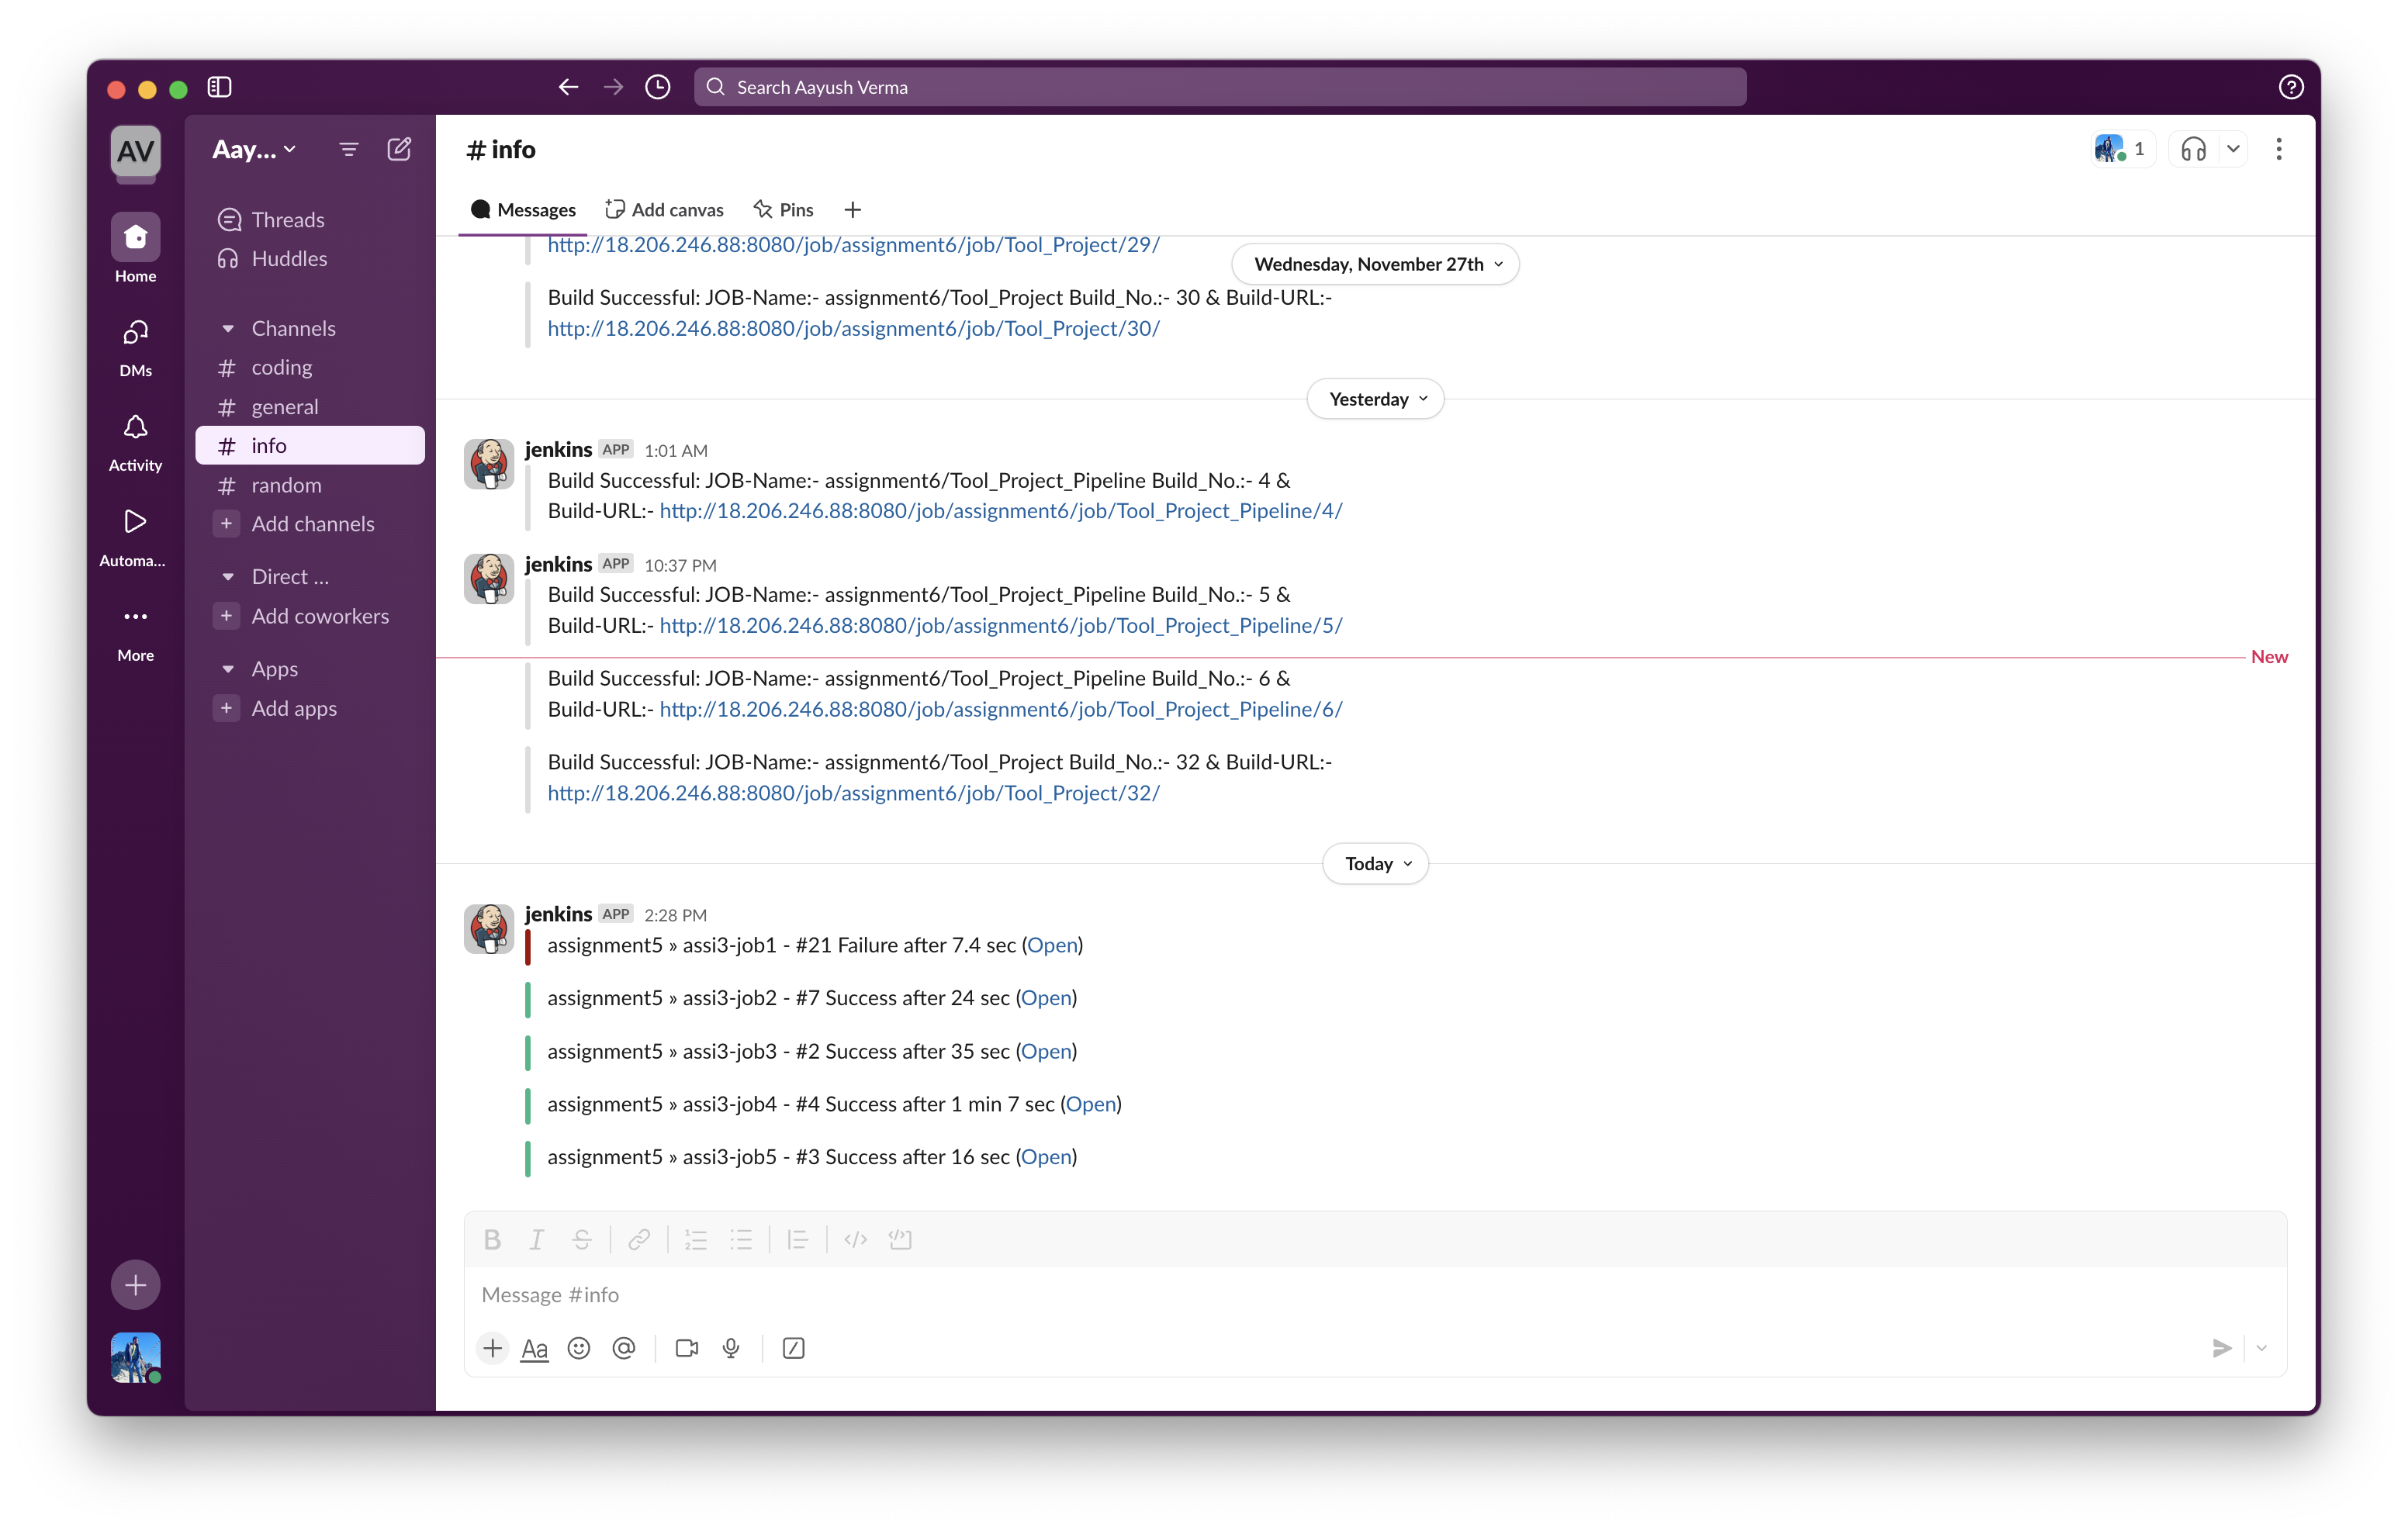 Search Aayush Verma
AV
Home
DMs
Activity
Automa...
More
Aay...
Threads
Huddles
Channels
# coding
# general
# info
# random
+ Add channels
Direct ...
+ Add coworkers
Apps
+ Add apps
# info
1
Messages
Add canvas
Pins
http://18.206.246.88:8080/job/assignment6/job/Tool_Project/29/
Wednesday, November 27th
Build Successful: JOB-Name:- assignment6/Tool_Project Build_No.:- 30 & Build-URL:-
http://18.206.246.88:8080/job/assignment6/job/Tool_Project/30/
Yesterday
jenkins APP 1:01 AM
Build Successful: JOB-Name:- assignment6/Tool_Project_Pipeline Build_No.:- 4 &
Build-URL:- http://18.206.246.88:8080/job/assignment6/job/Tool_Project_Pipeline/4/
jenkins APP 10:37 PM
Build Successful: JOB-Name:- assignment6/Tool_Project_Pipeline Build_No.:- 5 &
Build-URL:- http://18.206.246.88:8080/job/assignment6/job/Tool_Project_Pipeline/5/
New
Build Successful: JOB-Name:- assignment6/Tool_Project_Pipeline Build_No.:- 6 &
Build-URL:- http://18.206.246.88:8080/job/assignment6/job/Tool_Project_Pipeline/6/
Build Successful: JOB-Name:- assignment6/Tool_Project Build_No.:- 32 & Build-URL:-
http://18.206.246.88:8080/job/assignment6/job/Tool_Project/32/
Today
jenkins APP 2:28 PM
assignment5 » assi3-job1 - #21 Failure after 7.4 sec (Open)
assignment5 » assi3-job2 - #7 Success after 24 sec (Open)
assignment5 » assi3-job3 - #2 Success after 35 sec (Open)
assignment5 » assi3-job4 - #4 Success after 1 min 7 sec (Open)
assignment5 » assi3-job5 - #3 Success after 16 sec (Open)
Message #info
Aa